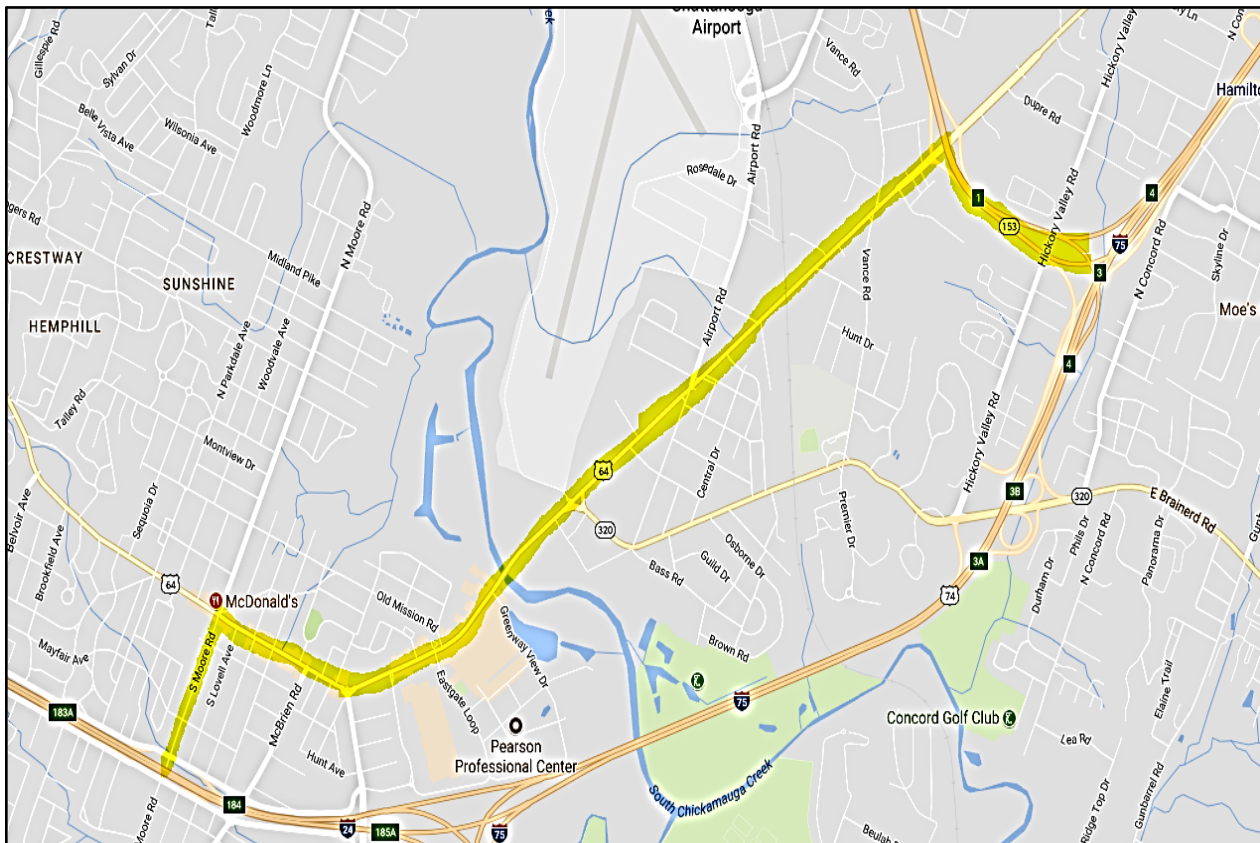 Chattanooga
Airport
Gillespie Rd
Sylvan Dr
Woodmore Ln
Belle Vista Ave
Wilsonia Ave
N Moore Rd
Rosedale Dr
Airport Rd
Vance Rd
Dupre Rd
Hickory Valley
Hickory Valley Rd
Hamilto
1
153
4
75
3
N Concord Rd
Skyline Dr
Moe's
gers Rd
CRESTWAY
SUNSHINE
HEMPHILL
Midland Pike
N Parkdale Ave
Woodvale Ave
Talley Rd
Montview Dr
Airport Rd
Vance Rd
Hunt Dr
4
Hickory Valley Rd
64
Central Dr
320
Premier Dr
3B
320
E Brainerd Rd
Belvoir Ave
Brookfield Ave
Sequoia Dr
64
McDonald's
Old Mission Rd
Greenway View Dr
Bass Rd
Guild Dr
Osborne Dr
Brown Rd
3A
74
Phils Dr
N Concord Rd
Durham Dr
Panorama Dr
Mayfair Ave
S Moore Rd
S Lovell Ave
McBrien Rd
Eastgate Loop
Hunt Ave
Pearson
Professional Center
75
Concord Golf Club
Lea Rd
Elaine Trail
183A
184
24
185A
75
Moore Rd
South Chickamauga Creek
Beulah
Ridge Top Dr
Gunbarrel Rd